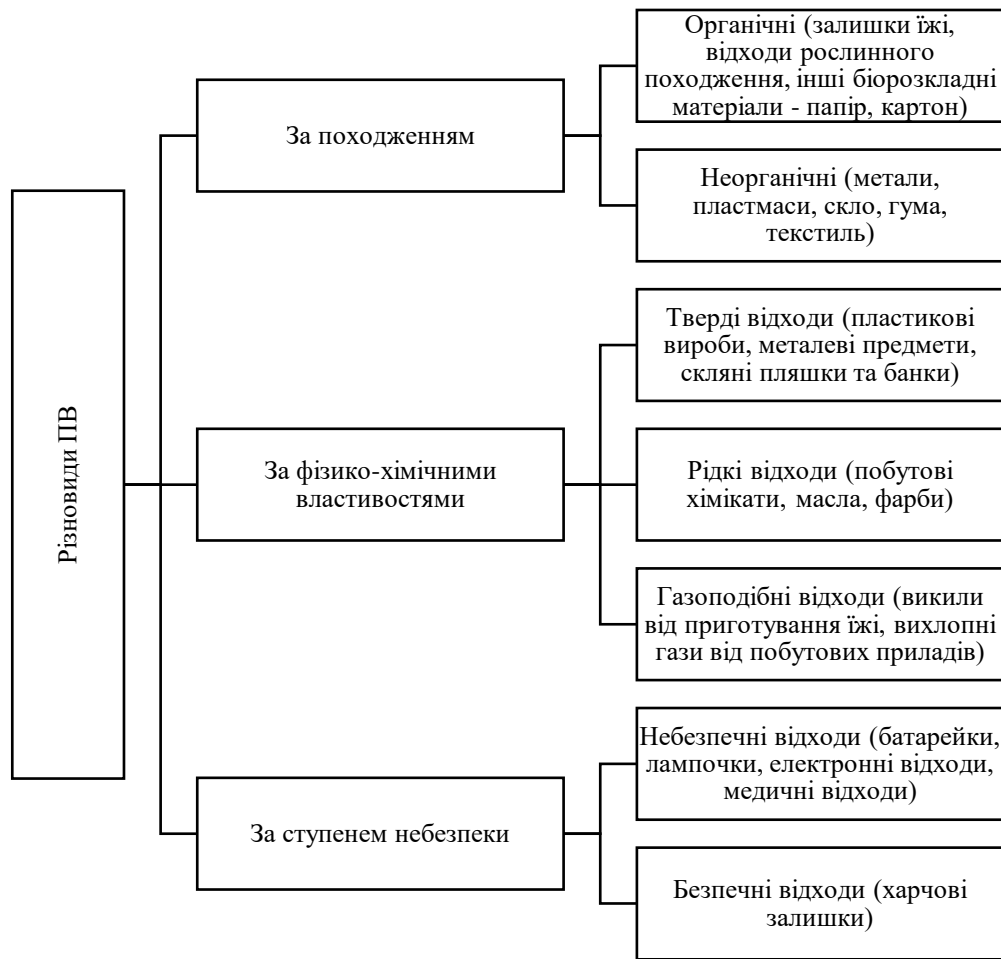 Різновиди ПВ
За походженням
Органічні (залишки їжі,
відходи рослинного
походження, інші біорозкладні
матеріали - папір, картон)
Неорганічні (метали,
пластмаси, скло, гума,
текстиль)
За фізико-хімічними
властивостями
Тверді відходи (пластикові
вироби, металеві предмети,
скляні пляшки та банки)
Рідкі відходи (побутові
хімікати, масла, фарби)
Газоподібні відходи (викили
від приготування їжі, вихлопні
гази від побутових приладів)
За ступенем небезпеки
Небезпечні відходи (батарейки,
лампочки, електронні відходи,
медичні відходи)
Безпечні відходи (харчові
залишки)